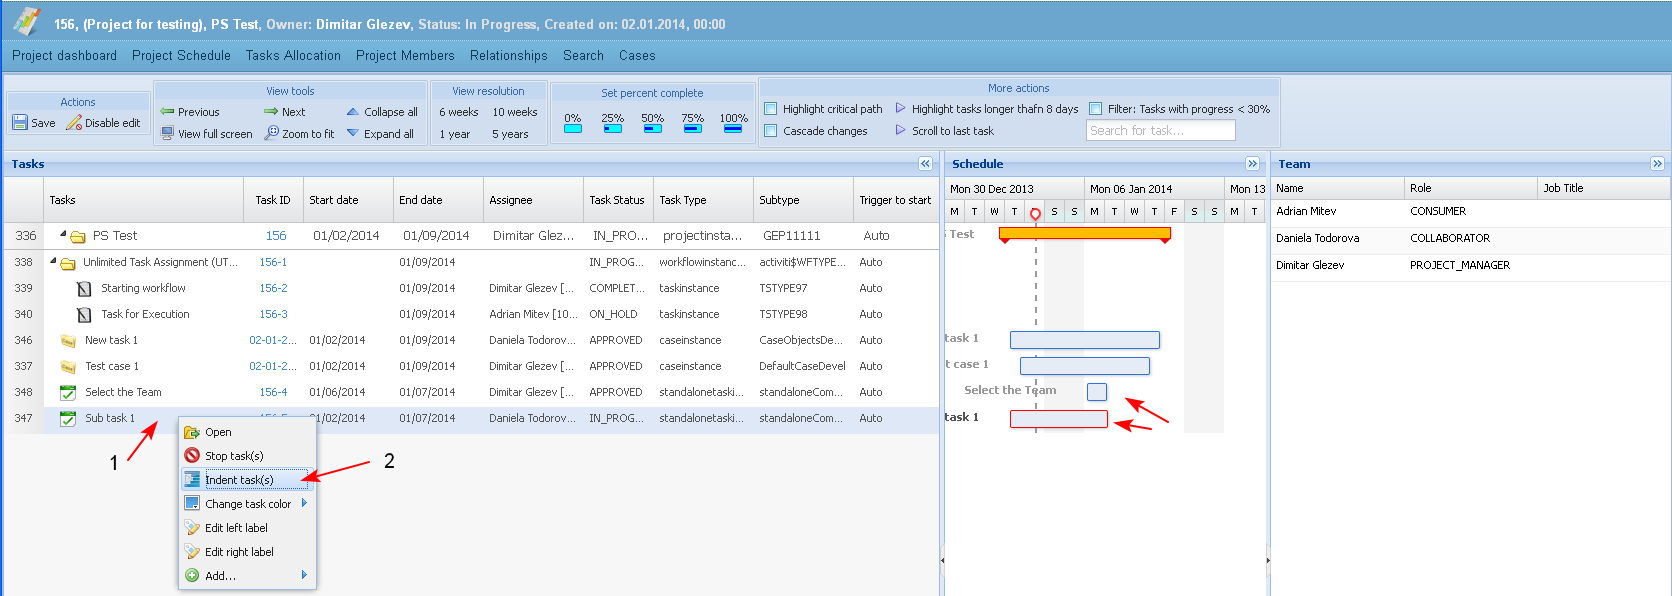 156, (Project for testing), PS Test, Owner: Dimitar Glezev, Status: In Progress, Created on: 02.01.2014, 00:00
Project dashboard Project Schedule Tasks Allocation Project Members Relationships Search Cases
Actions
Save Disable edit
View tools
Previous Next Collapse all
View full screen Zoom to fit Expand all
View resolution
6 weeks 10 weeks
1 year 5 years
Set percent complete
0% 25% 50% 75% 100%
More actions
Highlight critical path Highlight tasks longer thafn 8 days Filter: Tasks with progress < 30%
Cascade changes Scroll to last task Search for task...
Tasks
Tasks Task ID Start date End date Assignee Task Status Task Type Subtype Trigger to start
336 PS Test 156 01/02/2014 01/09/2014 Dimitar Glez... IN_PRO... projectinsta... GEP11111 Auto
338 Unlimited Task Assignment (UT... 156-1 01/09/2014 IN_PROG... workflowinstanc... activiti$WFTYPE... Auto
339 Starting workflow 156-2 01/09/2014 Dimitar Glezev [... COMPLET... taskinstance TSTYPE97 Auto
340 Task for Execution 156-3 01/09/2014 Adrian Mitev [10... ON_HOLD taskinstance TSTYPE98 Auto
346 New task 1 02-01-2... 01/02/2014 01/09/2014 Daniela Todorov... APPROVED caseinstance CaseObjectsDe... Auto
337 Test case 1 02-01-2... 01/02/2014 01/09/2014 Dimitar Glezev [... APPROVED caseinstance DefaultCaseDevel Auto
348 Select the Team 156-4 01/06/2014 01/07/2014 Dimitar Glezev [... APPROVED standalonetaski... standaloneCom... Auto
347 Sub task 1 /02/2014 01/07/2014 Daniela Todorov... IN_PROG... standalonetaski... standaloneCom... Auto
1
2
Open
Stop task(s)
Indent task(s)
Change task color
Edit left label
Edit right label
Add...
Schedule
Mon 30 Dec 2013 Mon 06 Jan 2014 Mon 13
M T W T S S M T W T F S S M T
Test
task 1
t case 1
Select the Team
task 1
Team
Name Role Job Title
Adrian Mitev CONSUMER
Daniela Todorova COLLABORATOR
Dimitar Glezev PROJECT_MANAGER